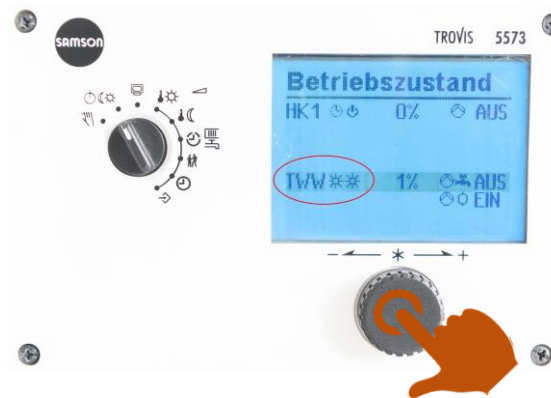 SAMSON
TROVIS 5573
Betriebszustand
HK1 0% AUS
TWW 1% AUS
EIN
- * +